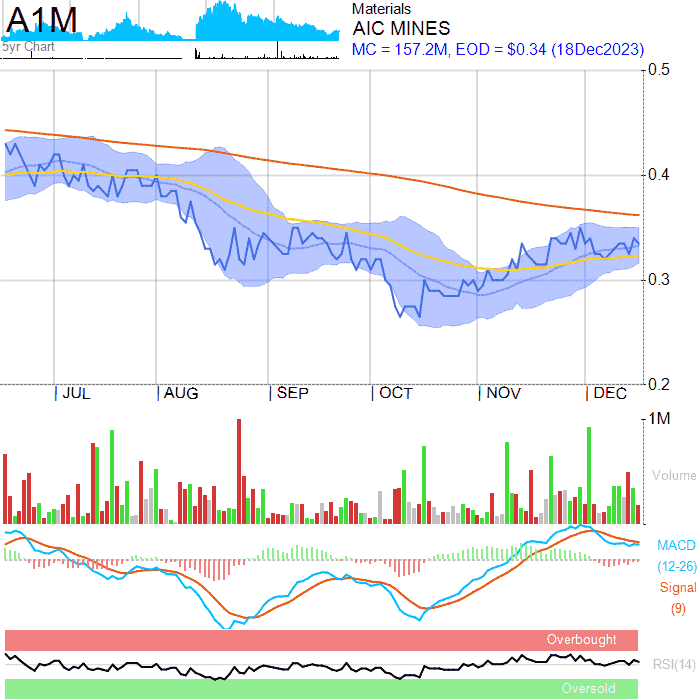 A1M
5yr Chart
Materials
AIC MINES
MC = 157.2M, EOD = $0.34 (18Dec2023)
0.5
0.4
0.3
0.2
JUL AUG SEP OCT NOV DEC
1M
Volume
MACD
(12-26)
Signal
(9)
Overbought
RSI(14)
Oversold